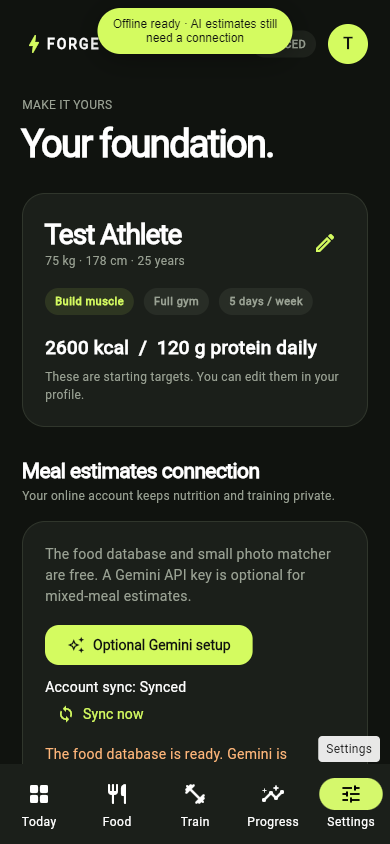 Offline ready · AI estimates still
need a connection
FORGE
CED
T
MAKE IT YOURS
Your foundation.
Test Athlete
75 kg · 178 cm · 25 years
Build muscle
Full gym
5 days / week
2600 kcal / 120 g protein daily
These are starting targets. You can edit them in your
profile.
Meal estimates connection
Your online account keeps nutrition and training private.
The food database and small photo matcher
are free. A Gemini API key is optional for
mixed-meal estimates.
Optional Gemini setup
Account sync: Synced
Sync now
The food database is ready. Gemini is
Settings
Today
Food
Train
Progress
Settings